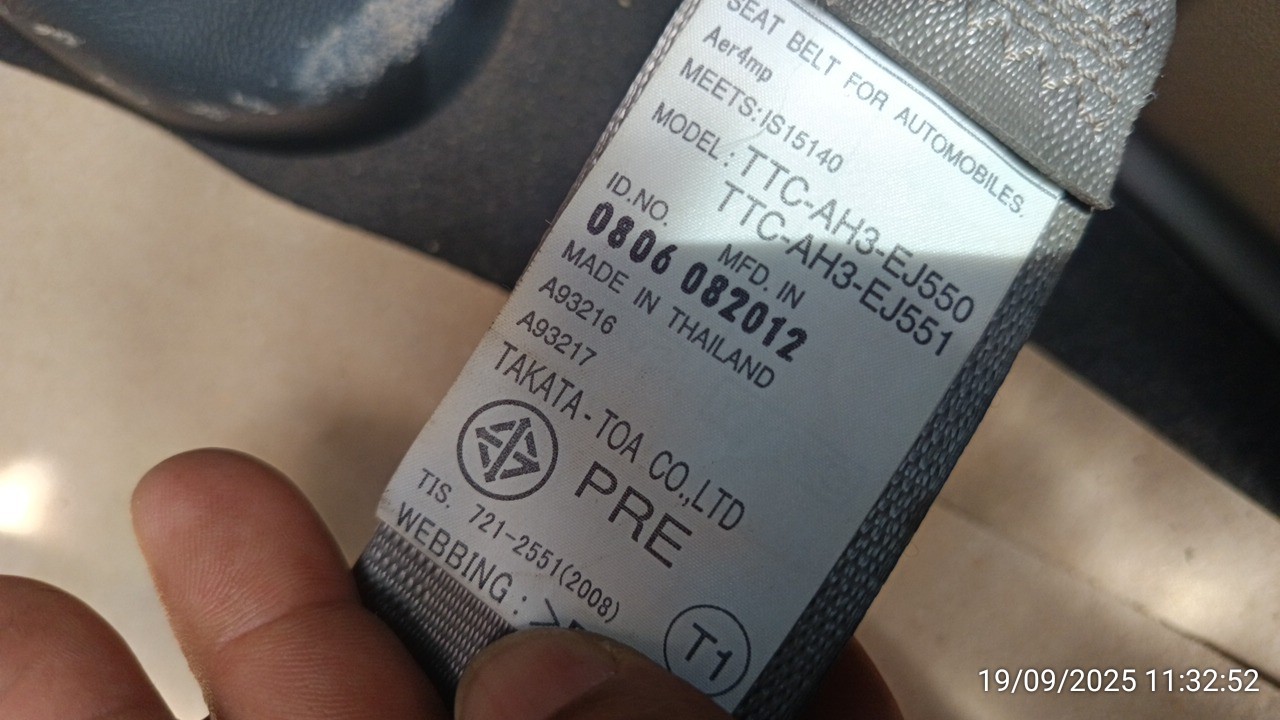 SEAT BELT FOR AUTOMOBILES.
Aer4mp
MEETS:IS15140
MODEL: TTC-AH3-EJ550
TTC-AH3-EJ551
ID.NO. MFD. IN
0806 082012
MADE IN THAILAND
A93216
A93217
TAKATA-TOA CO.,LTD
PRE
TIS. 721-2551(2008)
WEBBING:
T1
19/09/2025 11:32:52